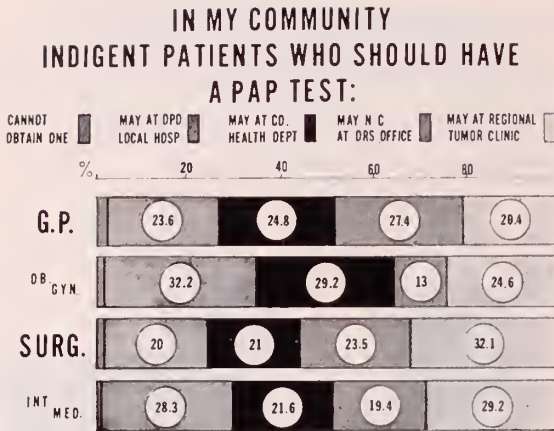 IN MY COMMUNITY
INDIGENT PATIENTS WHO SHOULD HAVE
A PAP TEST:
CANNOT OBTAIN ONE MAY AT OPD LOCAL HOSP MAY AT CO. HEALTH DEPT MAY N C AT DRS OFFICE MAY AT REGIONAL TUMOR CLINIC
% 20 40 60 80
G.P. 23.6 24.8 27.4 20.4
OB. GYN. 32.2 29.2 13 24.6
SURG. 20 21 23.5 32.1
INT MED. 28.3 21.6 19.4 29.2